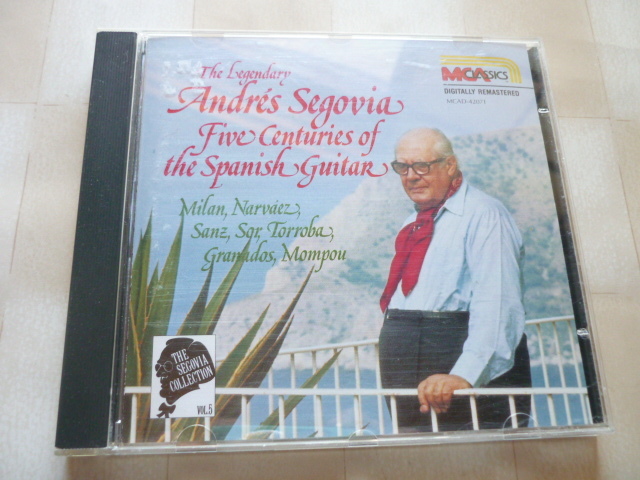 The Legendary
Andrés Segovia
Five Centuries of
the Spanish Guitar
Milan, Narváez,
Sanz, Sor, Torroba,
Granados, Mompou
MCA CLASSICS
DIGITALLY REMASTERED
THE
SEGOVIA
COLLECTION
VOL.5